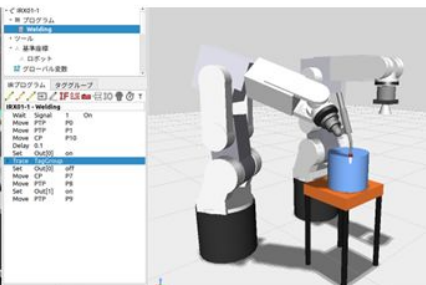 IRX01-1
プログラム
Welding
ツール
基準座標
ロボット
グローバル変数
プログラム タググループ
IF IO
IRX01-1 - Welding
Wait Signal 1 On
Move PTP P0
Move PTP P1
Move CP P10
Delay 0.1
Set Out[0] on
Trace TagGroup
Set Out[0] off
Move CP P7
Move PTP P8
Set Out[1] on
Move PTP P9